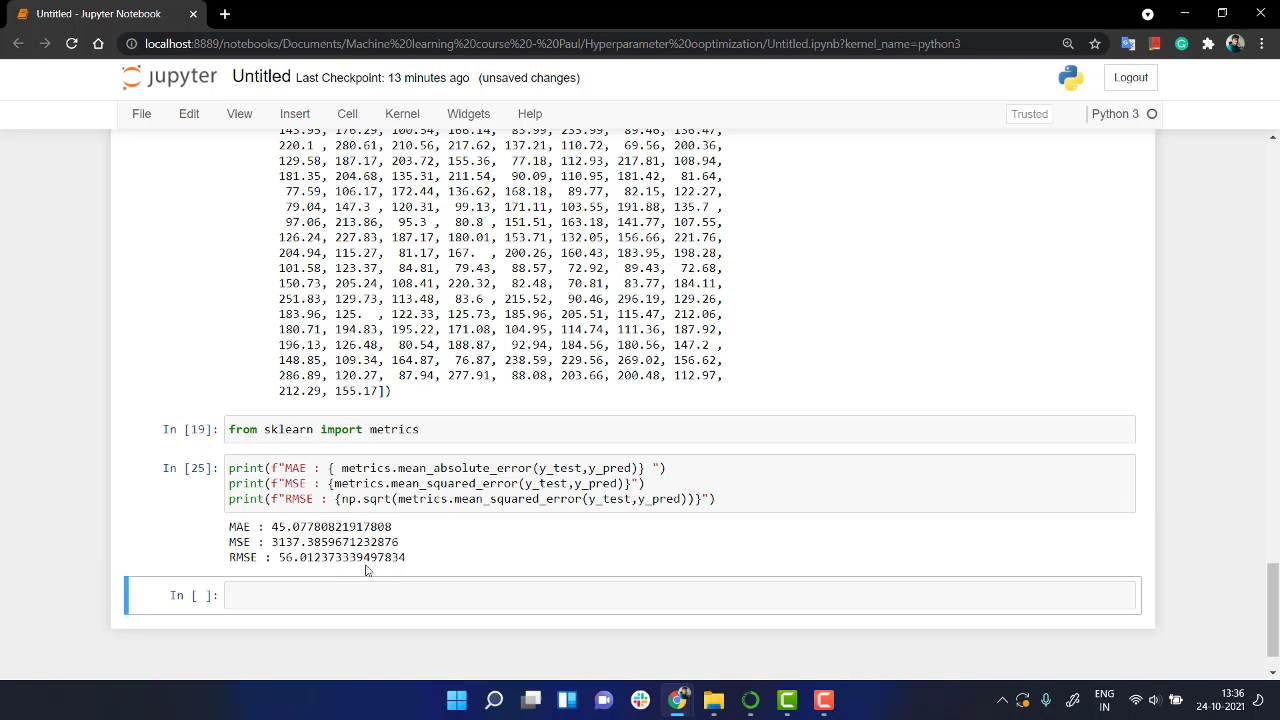 Untitled - Jupyter Notebook
localhost:8889/notebooks/Documents/Machine%20learning%20course%20-%20Paul/Hyperparameter%20ooptimization/Untitled.ipynb?kernel_name=python3
jupyter Untitled Last Checkpoint: 13 minutes ago (unsaved changes) Logout
File Edit View Insert Cell Kernel Widgets Help Trusted Python 3
143.95, 176.29, 100.54, 166.14, 83.99, 233.99, 89.46, 136.47,
220.1 , 280.61, 210.56, 217.62, 137.21, 110.72, 69.56, 200.36,
129.58, 187.17, 203.72, 155.36, 77.18, 112.93, 217.81, 108.94,
181.35, 204.68, 135.31, 211.54, 90.09, 110.95, 181.42, 81.64,
77.59, 106.17, 172.44, 136.62, 168.18, 89.77, 82.15, 122.27,
79.04, 147.3 , 120.31, 99.13, 171.11, 103.55, 191.88, 135.7 ,
97.06, 213.86, 95.3 , 80.8 , 151.51, 163.18, 141.77, 107.55,
126.24, 227.83, 187.17, 180.01, 153.71, 132.05, 156.66, 221.76,
204.94, 115.27, 81.17, 167. , 200.26, 160.43, 183.95, 198.28,
101.58, 123.37, 84.81, 79.43, 88.57, 72.92, 89.43, 72.68,
150.73, 205.24, 108.41, 220.32, 82.48, 70.81, 83.77, 184.11,
251.83, 129.73, 113.48, 83.6 , 215.52, 90.46, 296.19, 129.26,
183.96, 125. , 122.33, 125.73, 185.96, 205.51, 115.47, 212.06,
180.71, 194.83, 195.22, 171.08, 104.95, 114.74, 111.36, 187.92,
196.13, 126.48, 80.54, 188.87, 92.94, 184.56, 180.56, 147.2 ,
148.85, 109.34, 164.87, 76.87, 238.59, 229.56, 269.02, 156.62,
286.89, 120.27, 87.94, 277.91, 88.08, 203.66, 200.48, 112.97,
212.29, 155.17])
In [19]: from sklearn import metrics
In [25]: print(f"MAE : { metrics.mean_absolute_error(y_test,y_pred)} ")
print(f"MSE : {metrics.mean_squared_error(y_test,y_pred)}")
print(f"RMSE : {np.sqrt(metrics.mean_squared_error(y_test,y_pred))}")
MAE : 45.07780821917808
MSE : 3137.3859671232876
RMSE : 56.012373339497834
In [ ]:
ENG 13:36
IN 24-10-2021